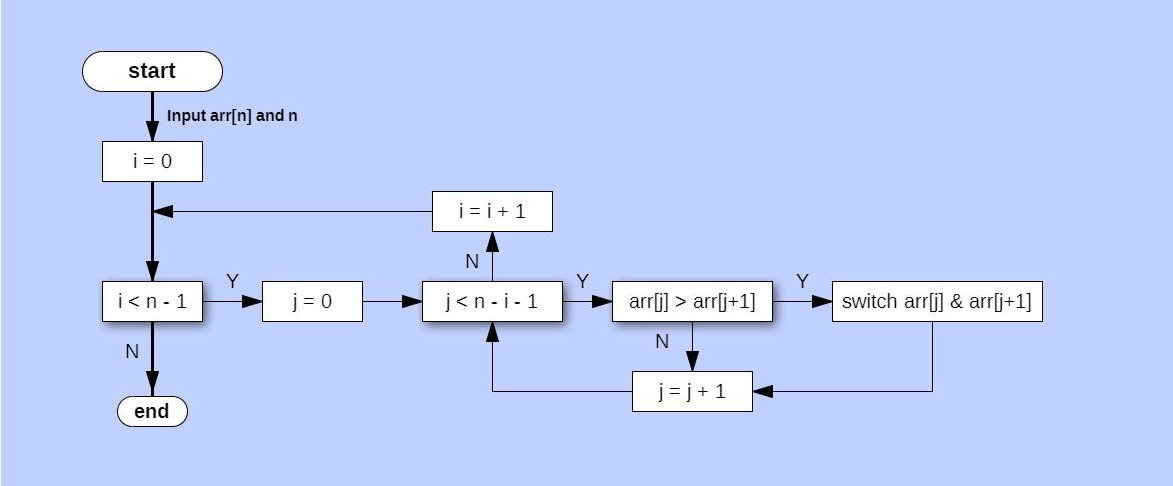 start
Input arr[n] and n
i = 0
i = i + 1
N
i < n - 1
Y
j = 0
j < n - i - 1
Y
arr[j] > arr[j+1]
Y
switch arr[j] & arr[j+1]
N
N
j = j + 1
end